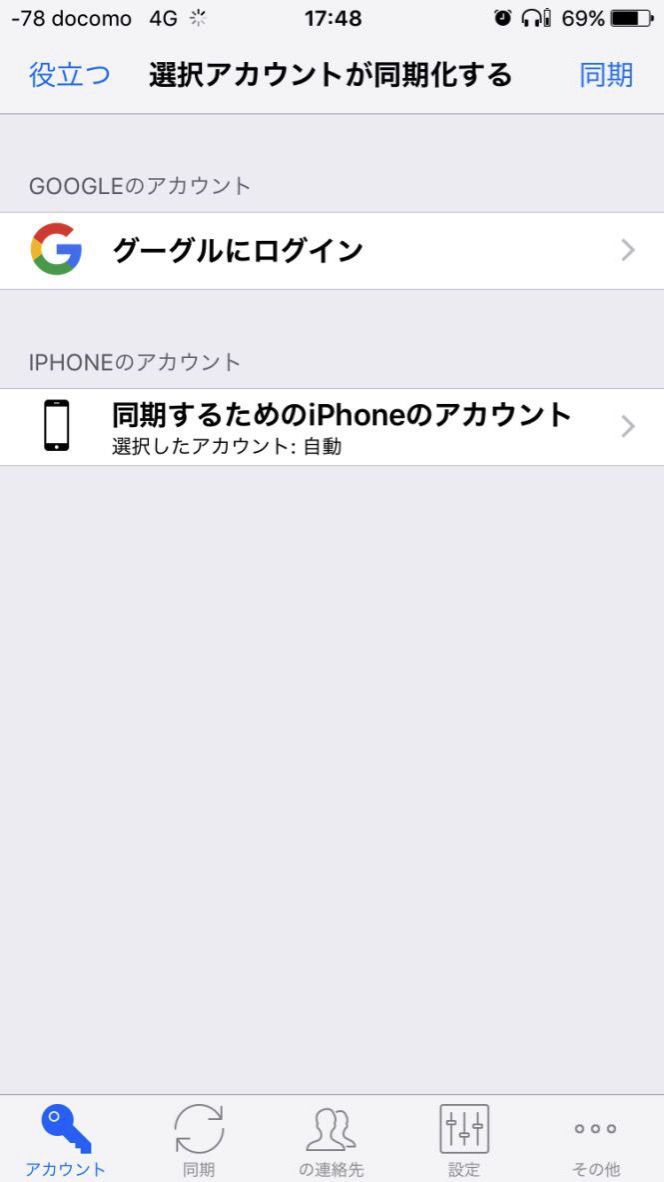 -78 docomo 4G 17:48 69%
役立つ 選択アカウントが同期化する 同期
GOOGLEのアカウント
グーグルにログイン
IPHONEのアカウント
同期するためのiPhoneのアカウント
選択したアカウント: 自動
アカウント 同期 の連絡先 設定 その他